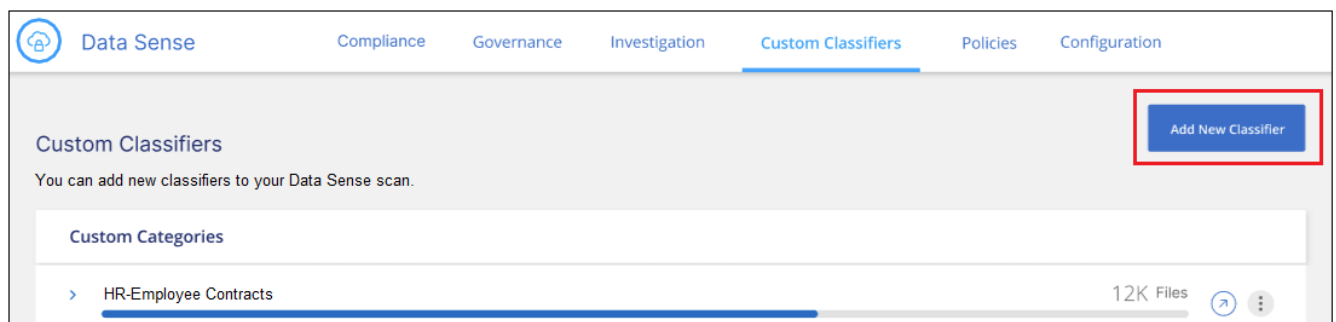 Data Sense
Compliance
Governance
Investigation
Custom Classifiers
Policies
Configuration
Add New Classifier
Custom Classifiers
You can add new classifiers to your Data Sense scan.
Custom Categories
HR-Employee Contracts
12K Files